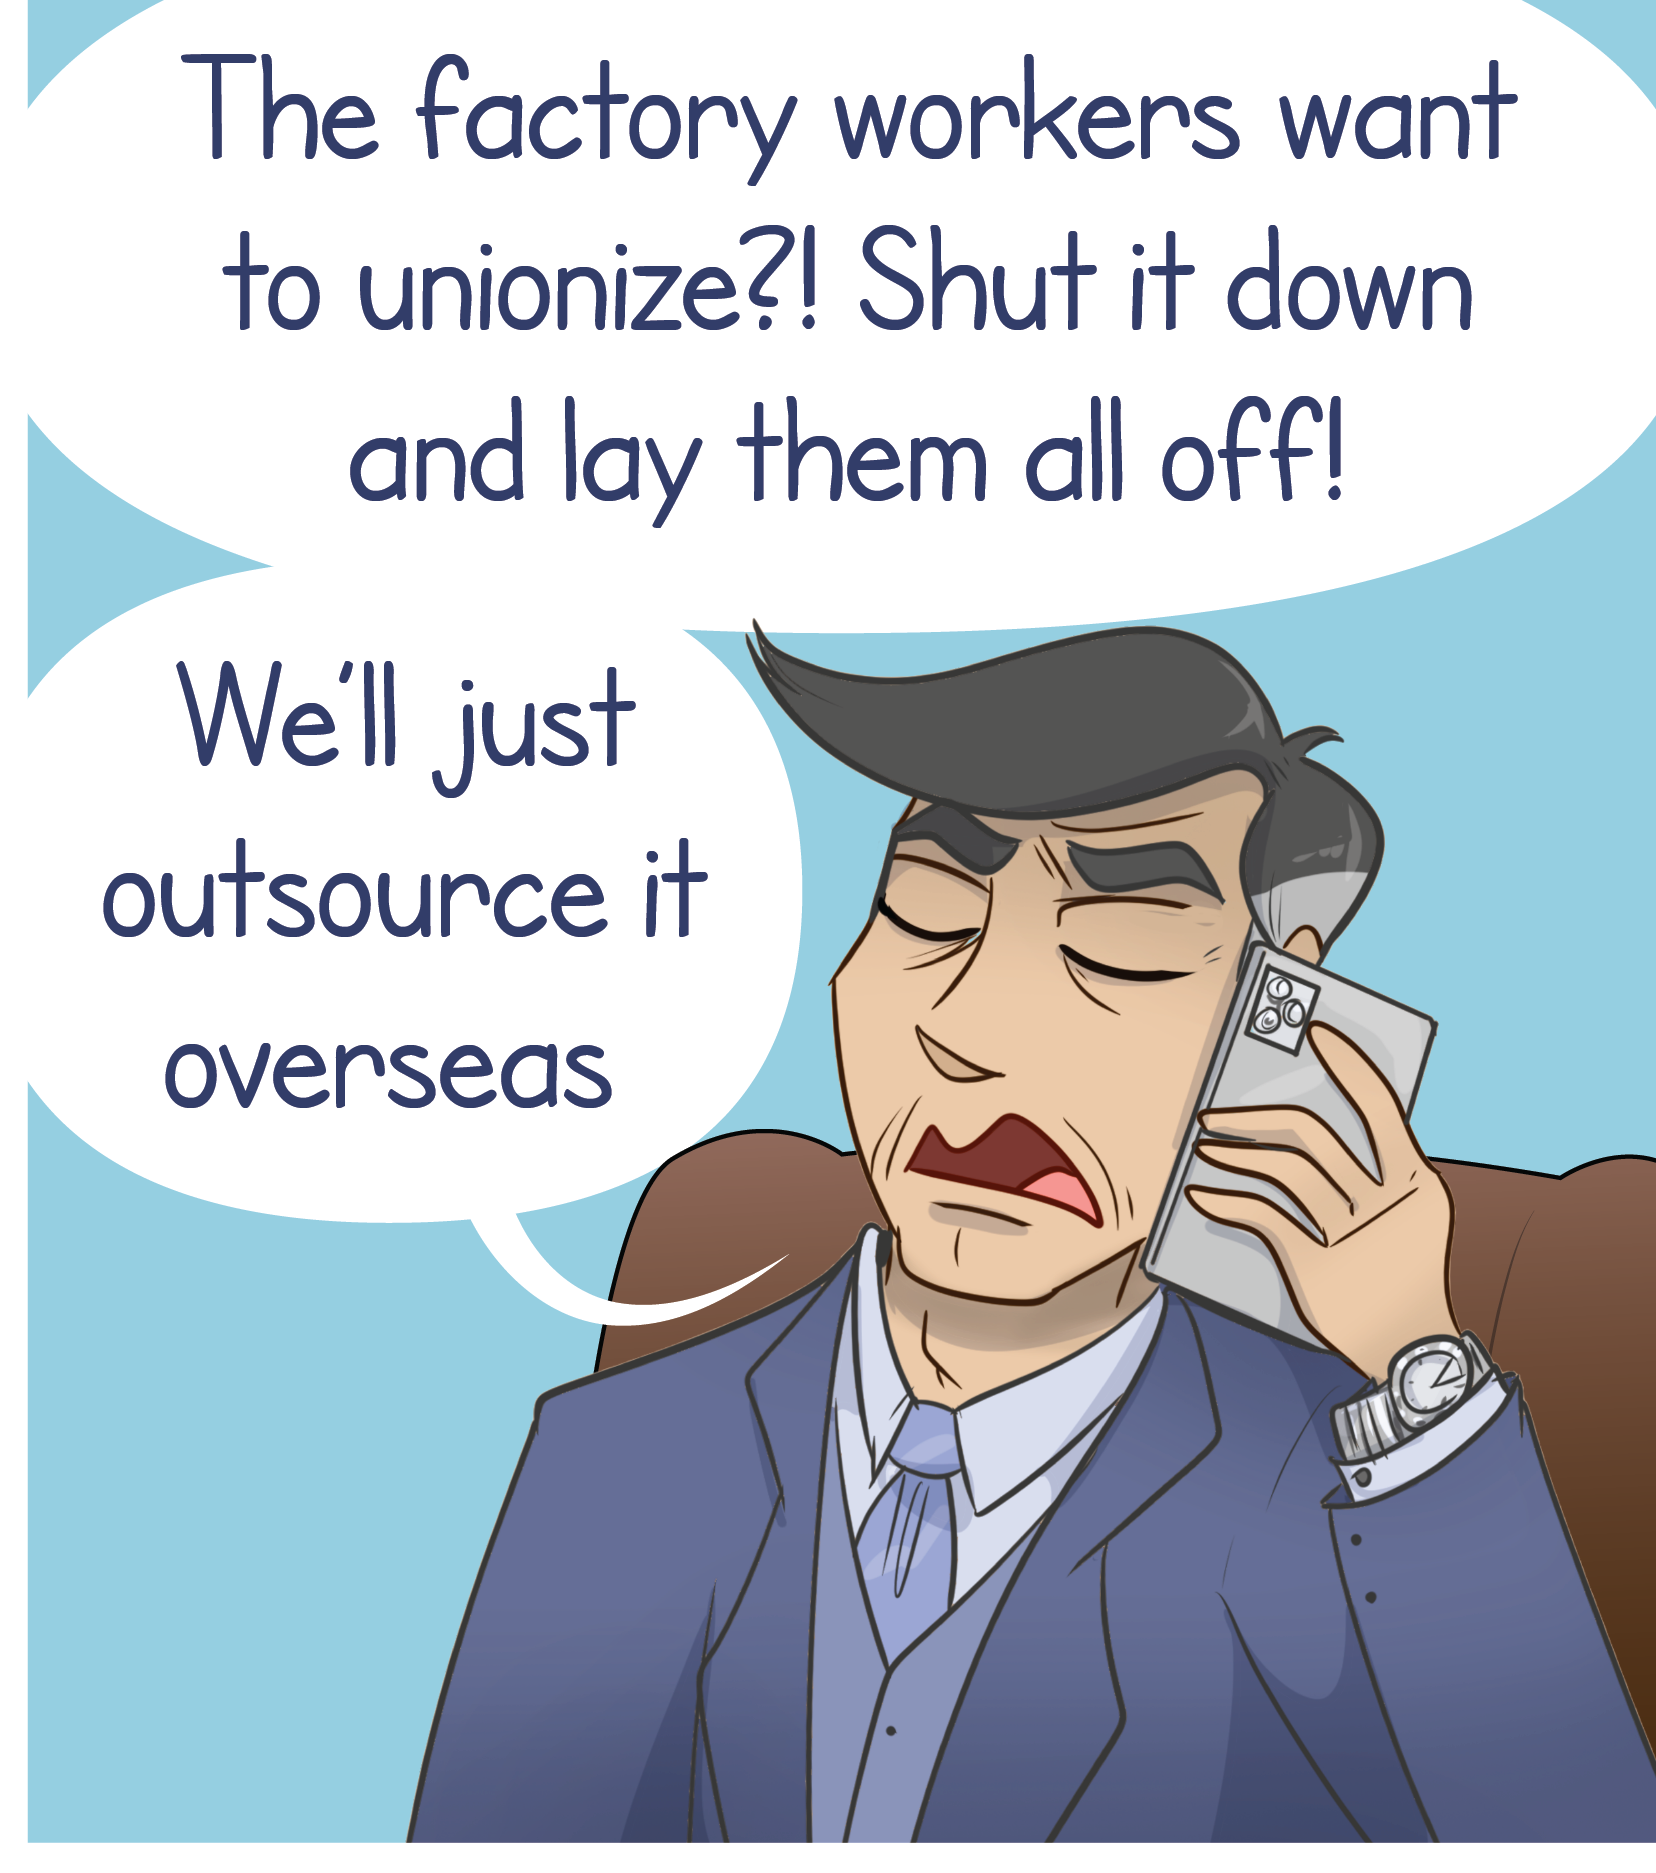 The factory workers want
to unionize?! Shut it down
and lay them all off!
We'll just
outsource it
overseas